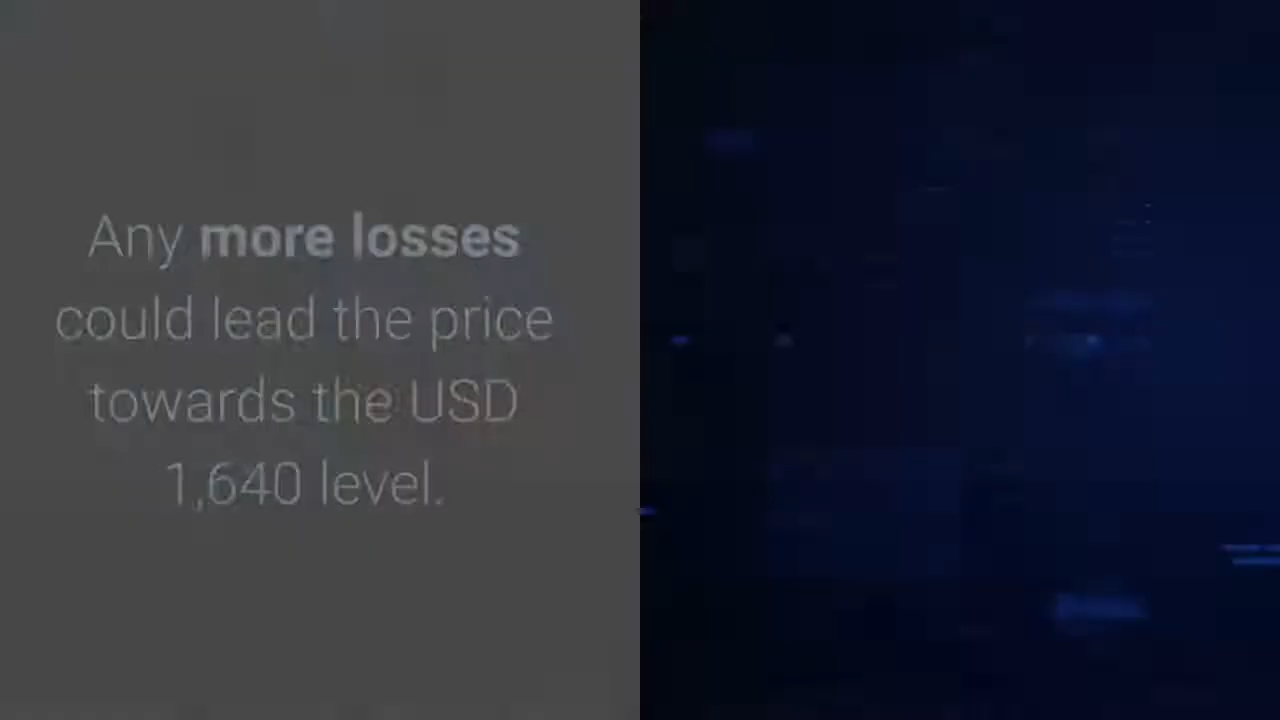 Any more losses
could lead the price
towards the USD
1,640 level.